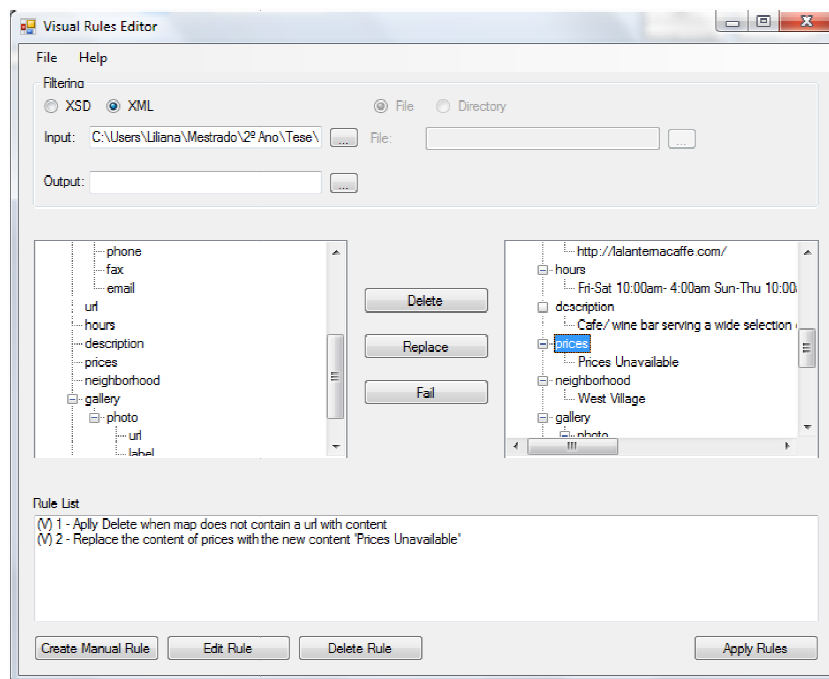 Visual Rules Editor
File Help
Filtering
XSD XML File Directory
Input: C:\Users\Liliana\Mestrado\2º Ano\Tese\ ... File: ...
Output: ...
phone
fax
email
url
hours
description
prices
neighborhood
gallery
photo
url
label
Delete
Replace
Fail
http://lalanternacaffe.com/
hours
Fri-Sat 10:00am- 4:00am Sun-Thu 10:00
description
Cafe/ wine bar serving a wide selection
prices
Prices Unavailable
neighborhood
West Village
gallery
photo
Rule List
(V) 1 - Aplly Delete when map does not contain a url with content
(V) 2 - Replace the content of prices with the new content 'Prices Unavailable'
Create Manual Rule Edit Rule Delete Rule Apply Rules